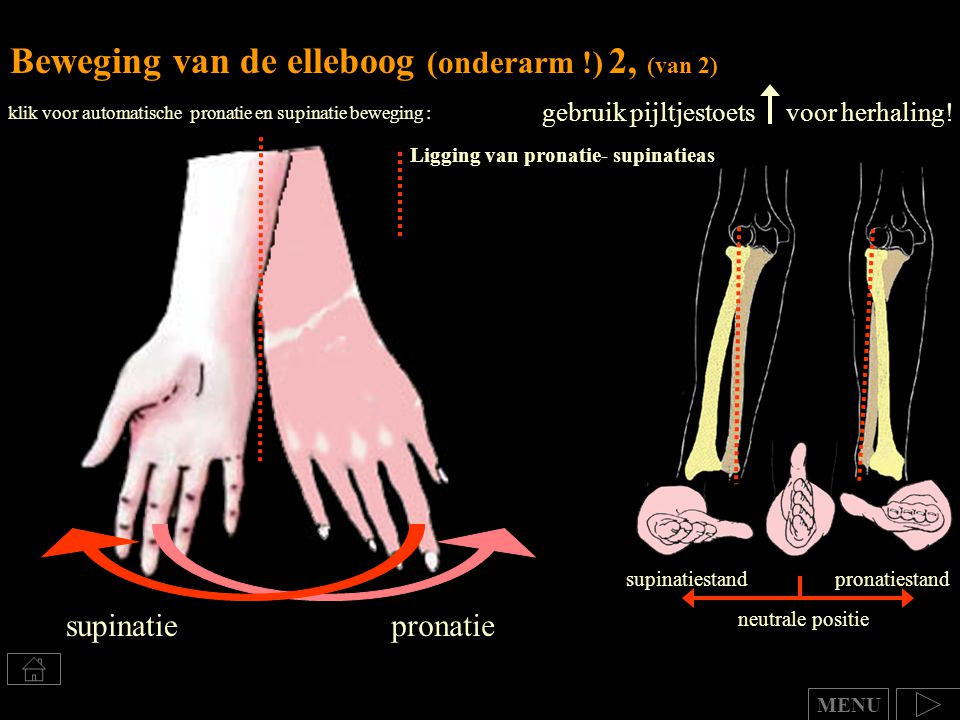 Beweging van de elleboog (onderarm !) 2, (van 2)
klik voor automatische pronatie en supinatie beweging :
gebruik pijltjestoets voor herhaling!
Ligging van pronatie- supinatieas
supinatiestand pronatiestand
neutrale positie
supinatie pronatie
MENU